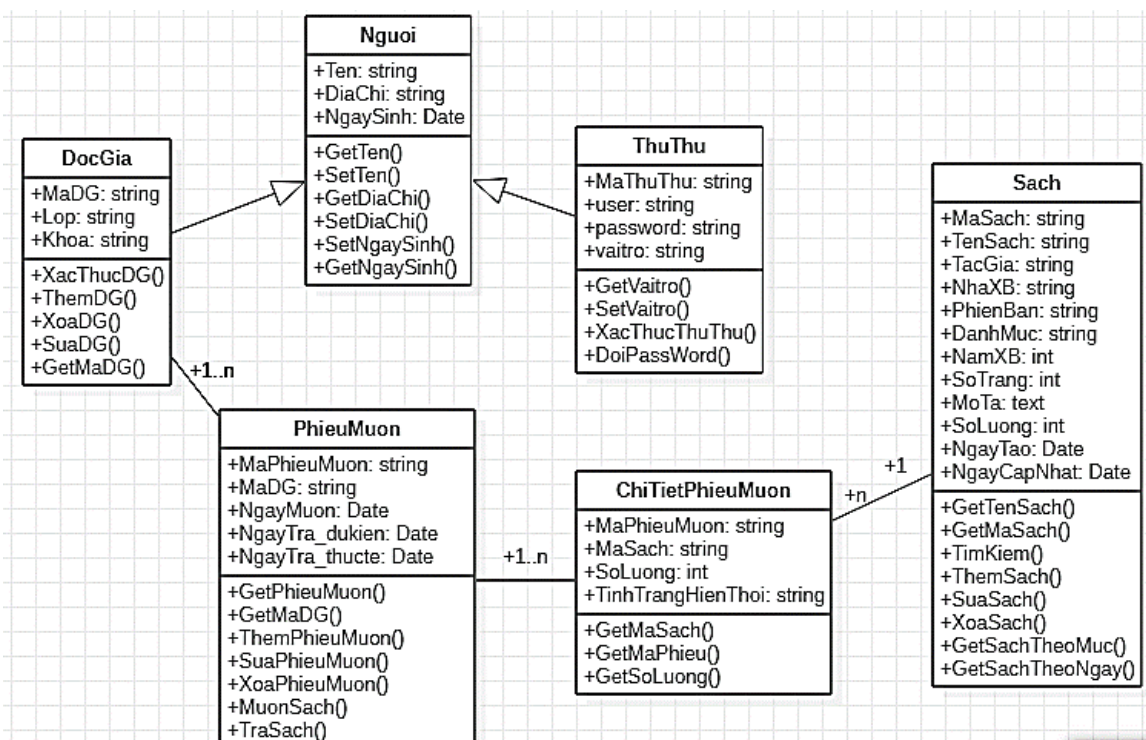 Nguoi
+Ten: string
+DiaChi: string
+NgaySinh: Date
+GetTen()
+SetTen()
+GetDiaChi()
+SetDiaChi()
+SetNgaySinh()
+GetNgaySinh()
DocGia
+MaDG: string
+Lop: string
+Khoa: string
+XacThucDG()
+ThemDG()
+XoaDG()
+SuaDG()
+GetMaDG()
ThuThu
+MaThuThu: string
+user: string
+password: string
+vaitro: string
+GetVaitro()
+SetVaitro()
+XacThucThuThu()
+DoiPassWord()
Sach
+MaSach: string
+TenSach: string
+TacGia: string
+NhaXB: string
+PhienBan: string
+DanhMuc: string
+NamXB: int
+SoTrang: int
+MoTa: text
+SoLuong: int
+NgayTao: Date
+NgayCapNhat: Date
+GetTenSach()
+GetMaSach()
+TimKiem()
+ThemSach()
+SuaSach()
+XoaSach()
+GetSachTheoMuc()
+GetSachTheoNgay()
+1..n
PhieuMuon
+MaPhieuMuon: string
+MaDG: string
+NgayMuon: Date
+NgayTra_dukien: Date
+NgayTra_thucte: Date
+GetPhieuMuon()
+GetMaDG()
+ThemPhieuMuon()
+SuaPhieuMuon()
+XoaPhieuMuon()
+MuonSach()
+TraSach()
+1..n
ChiTietPhieuMuon
+MaPhieuMuon: string
+MaSach: string
+SoLuong: int
+TinhTrangHienThoi: string
+GetMaSach()
+GetMaPhieu()
+GetSoLuong()
+n
+1